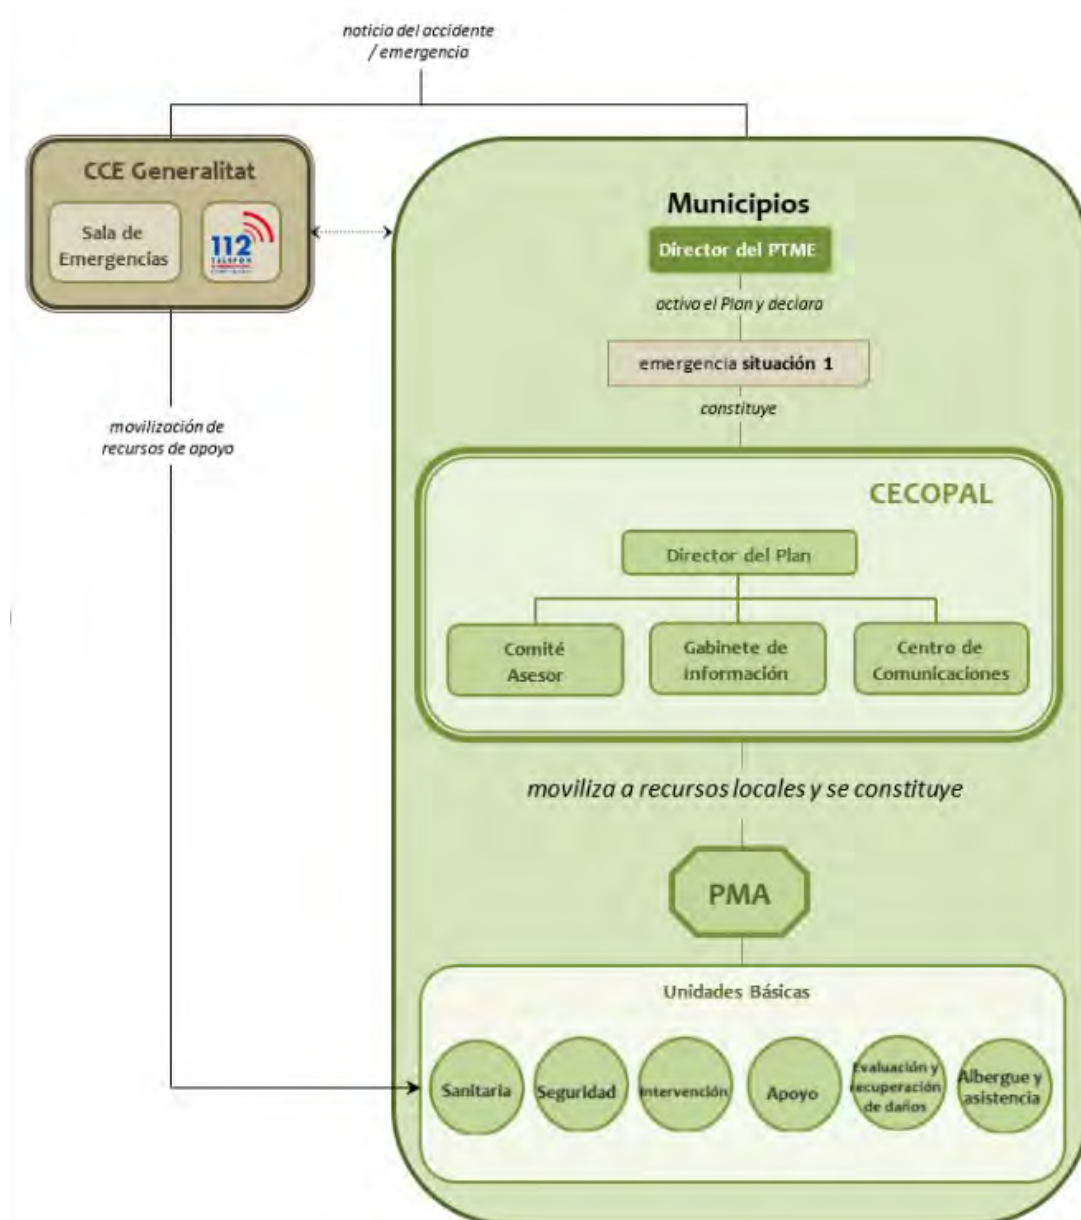 noticia del accidente
/ emergencia
CCE Generalitat
Sala de
Emergencias
112
TELÈFON
Municipios
Director del PTME
activa el Plan y declara
emergencia situación 1
constituye
movilización de
recursos de apoyo
CECOPAL
Director del Plan
Comité
Asesor
Gabinete de
Información
Centro de
Comunicaciones
moviliza a recursos locales y se constituye
PMA
Unidades Básicas
Sanitaria
Seguridad
Intervención
Apoyo
Evaluación y
recuperación
de daños
Albergue y
asistencia